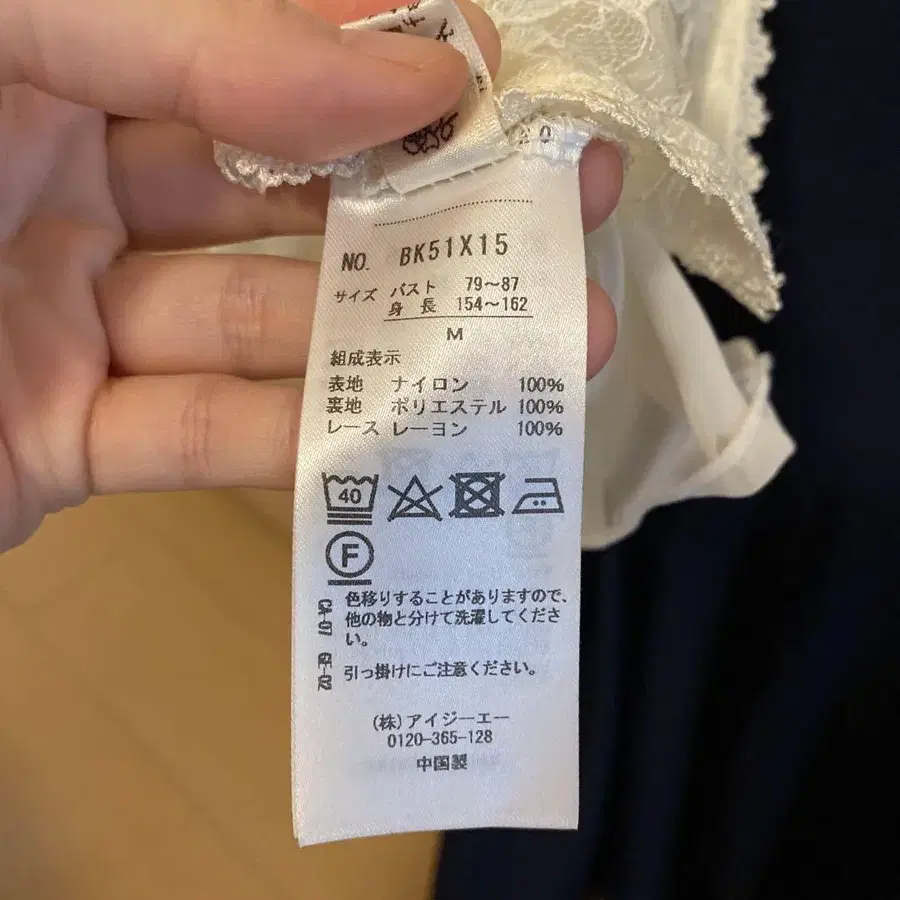 NO. BK51X15
サイズ バスト 79～87
身 長 154～162
M
組成表示
表地 ナイロン 100%
裏地 ポリエステル 100%
レース レーヨン 100%
40
F
色移りすることがありますので、
他の物と分けて洗濯してくださ
い。
引っ掛けにご注意ください。
CA-07
(株)アイジーエー
0120-365-128
中国製